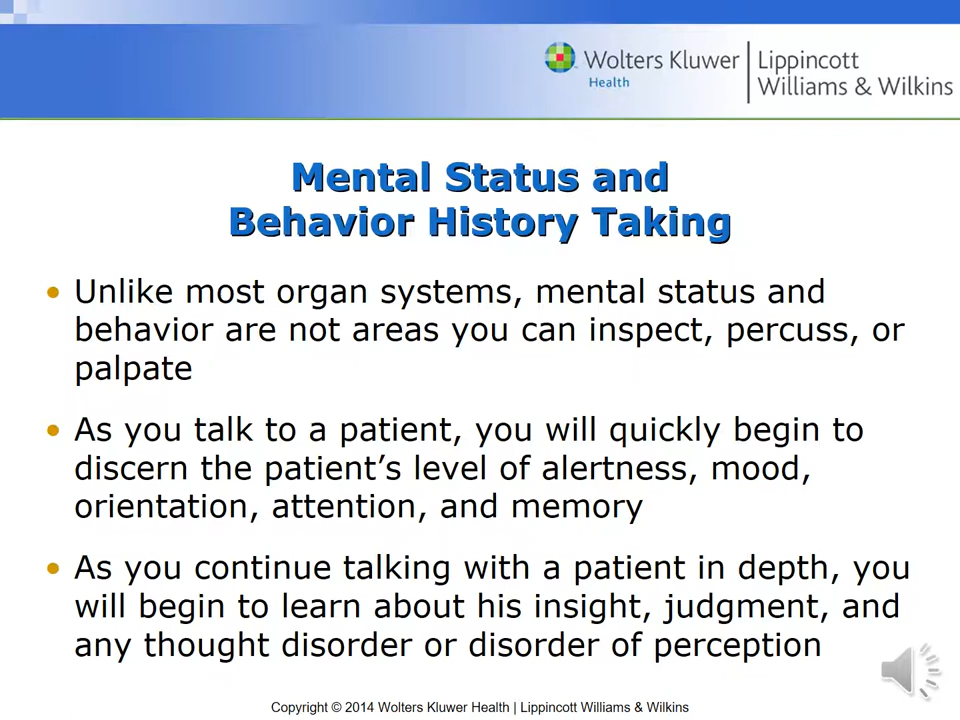 Wolters Kluwer
Health
Lippincott
Williams & Wilkins
Mental Status and
Behavior History Taking
• Unlike most organ systems, mental status and
behavior are not areas you can inspect, percuss, or
palpate
• As you talk to a patient, you will quickly begin to
discern the patient’s level of alertness, mood,
orientation, attention, and memory
• As you continue talking with a patient in depth, you
will begin to learn about his insight, judgment, and
any thought disorder or disorder of perception
Copyright © 2014 Wolters Kluwer Health | Lippincott Williams & Wilkins